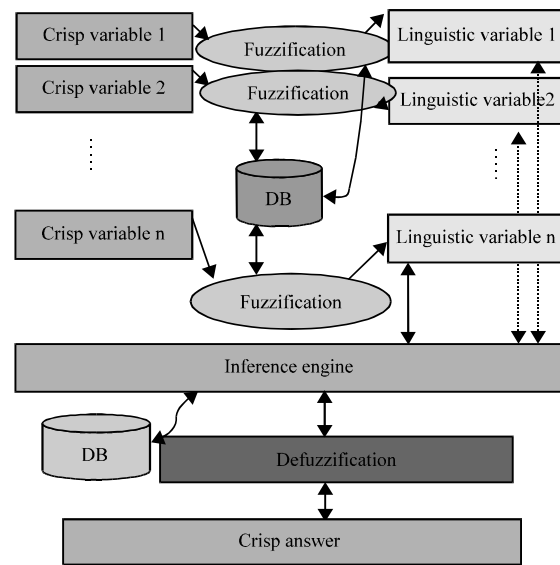 Crisp variable 1
Fuzzification
Linguistic variable 1
Crisp variable 2
Fuzzification
Linguistic variable2
DB
Crisp variable n
Linguistic variable n
Fuzzification
Inference engine
DB
Defuzzification
Crisp answer